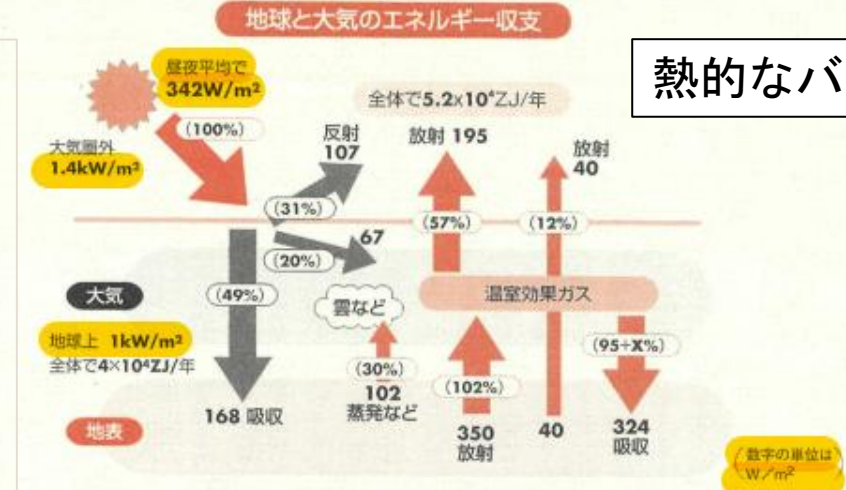 地球と大気のエネルギー収支
熱的なバ
昼夜平均で
342W/m²
全体で5.2x10⁴ZJ/年
(100%)
大気圏外
1.4kW/m²
反射
107
放射 195
放射
40
(31%)
(57%)
(12%)
67
(20%)
大気
(49%)
雲など
温室効果ガス
地球上 1kW/m²
全体で4×10⁴ZJ/年
(95+X%)
(30%)
(102%)
102
蒸発など
168 吸収
地表
350
放射
40
324
吸収
(数字の単位は
W/m²